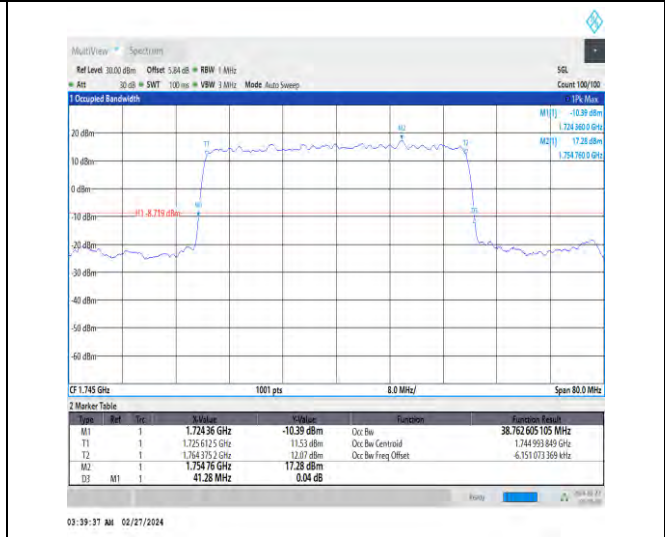 MultiView Spectrum
Ref Level 30.00 dBm Offset 5.84 dB RBW 1 MHz SGL
Att 30 dB SWT 100 ms VBW 3 MHz Mode Auto Sweep Count 100/100
1 Occupied Bandwidth 1Pk Max
M1[1] -10.39 dBm
1.724 360 0 GHz
M2[1] 17.28 dBm
1.754 760 0 GHz
20 dBm
M2
T1
T2
10 dBm
0 dBm
M1
D3
H1 -8.719 dBm
-10 dBm
-20 dBm
-30 dBm
-40 dBm
-50 dBm
-60 dBm
CF 1.745 GHz 1001 pts 8.0 MHz/ Span 80.0 MHz
2 Marker Table
Type Ref Trc X-Value Y-Value Function Function Result
M1 1 1.724 36 GHz -10.39 dBm Occ Bw 38.762 605 105 MHz
T1 1 1.725 612 5 GHz 11.53 dBm Occ Bw Centroid 1.744 993 849 GHz
T2 1 1.764 375 2 GHz 12.07 dBm Occ Bw Freq Offset -6.151 073 369 kHz
M2 1 1.754 76 GHz 17.28 dBm
D3 M1 1 41.28 MHz 0.04 dB
Ready
03:39:37 AM 02/27/2024